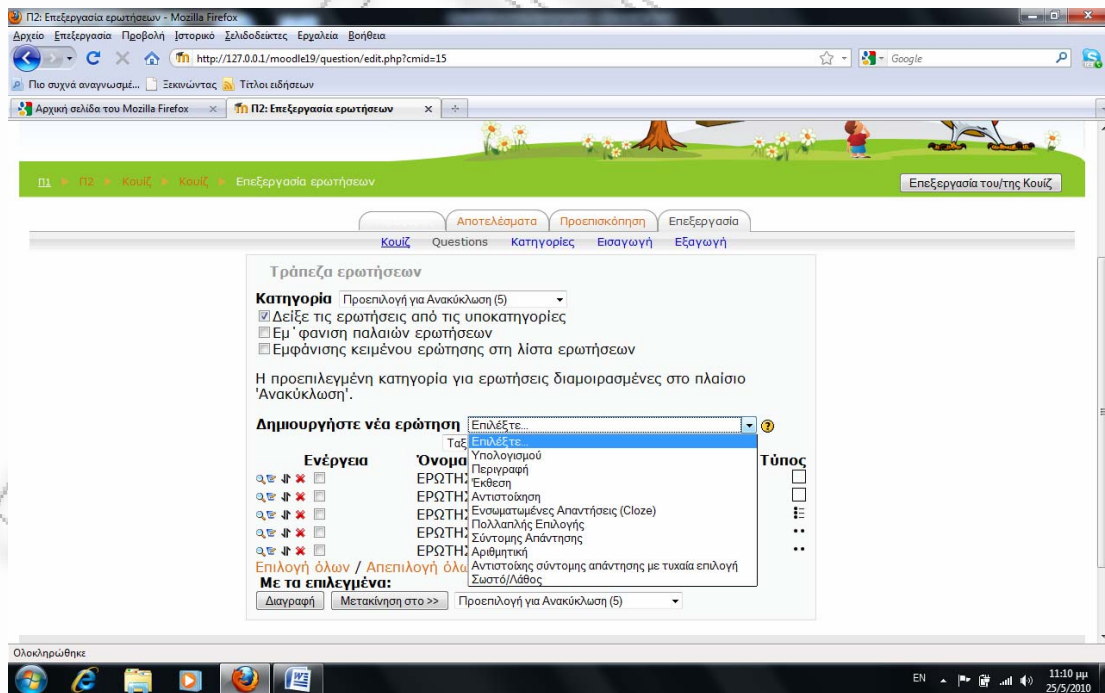 Π2: Επεξεργασία ερωτήσεων - Mozilla Firefox
Αρχείο Επεξεργασία Προβολή Ιστορικό Σελιδοδείκτες Εργαλεία Βοήθεια
http://127.0.0.1/moodle19/question/edit.php?cmid=15
Google
Πιο συχνά αναγνωσμέ... Ξεκινώντας Τίτλοι ειδήσεων
Αρχική σελίδα του Mozilla Firefox Π2: Επεξεργασία ερωτήσεων
Π1 ► Π2 ► Κουίζ ► Κουίζ ► Επεξεργασία ερωτήσεων
Επεξεργασία του/της Κουίζ
Αποτελέσματα Προεπισκόπηση Επεξεργασία
Κουίζ Questions Κατηγορίες Εισαγωγή Εξαγωγή
Τράπεζα ερωτήσεων
Κατηγορία Προεπιλογή για Ανακύκλωση (5)
Δείξε τις ερωτήσεις από τις υποκατηγορίες
Εμ΄φανιση παλαιών ερωτήσεων
Εμφάνισης κειμένου ερώτησης στη λίστα ερωτήσεων
Η προεπιλεγμένη κατηγορία για ερωτήσεις διαμοιρασμένες στο πλαίσιο
'Ανακύκλωση'.
Δημιουργήστε νέα ερώτηση Επιλέξτε...
Ταξ
Επιλέξτε...
Υπολογισμού
Περιγραφή
Έκθεση
Αντιστοίχηση
Ενσωματωμένες Απαντήσεις (Cloze)
Πολλαπλής Επιλογής
Σύντομης Απάντησης
Αριθμητική
Αντιστοίχης σύντομης απάντησης με τυχαία επιλογή
Σωστό/Λάθος
Ενέργεια Όνομα Τύπος
ΕΡΩΤΗΣ
ΕΡΩΤΗΣ
ΕΡΩΤΗΣ
ΕΡΩΤΗΣ
ΕΡΩΤΗΣ
Επιλογή όλων / Απεπιλογή όλω
Με τα επιλεγμένα:
Διαγραφή Μετακίνηση στο >> Προεπιλογή για Ανακύκλωση (5)
Ολοκληρώθηκε
EN 11:10 μμ
25/5/2010